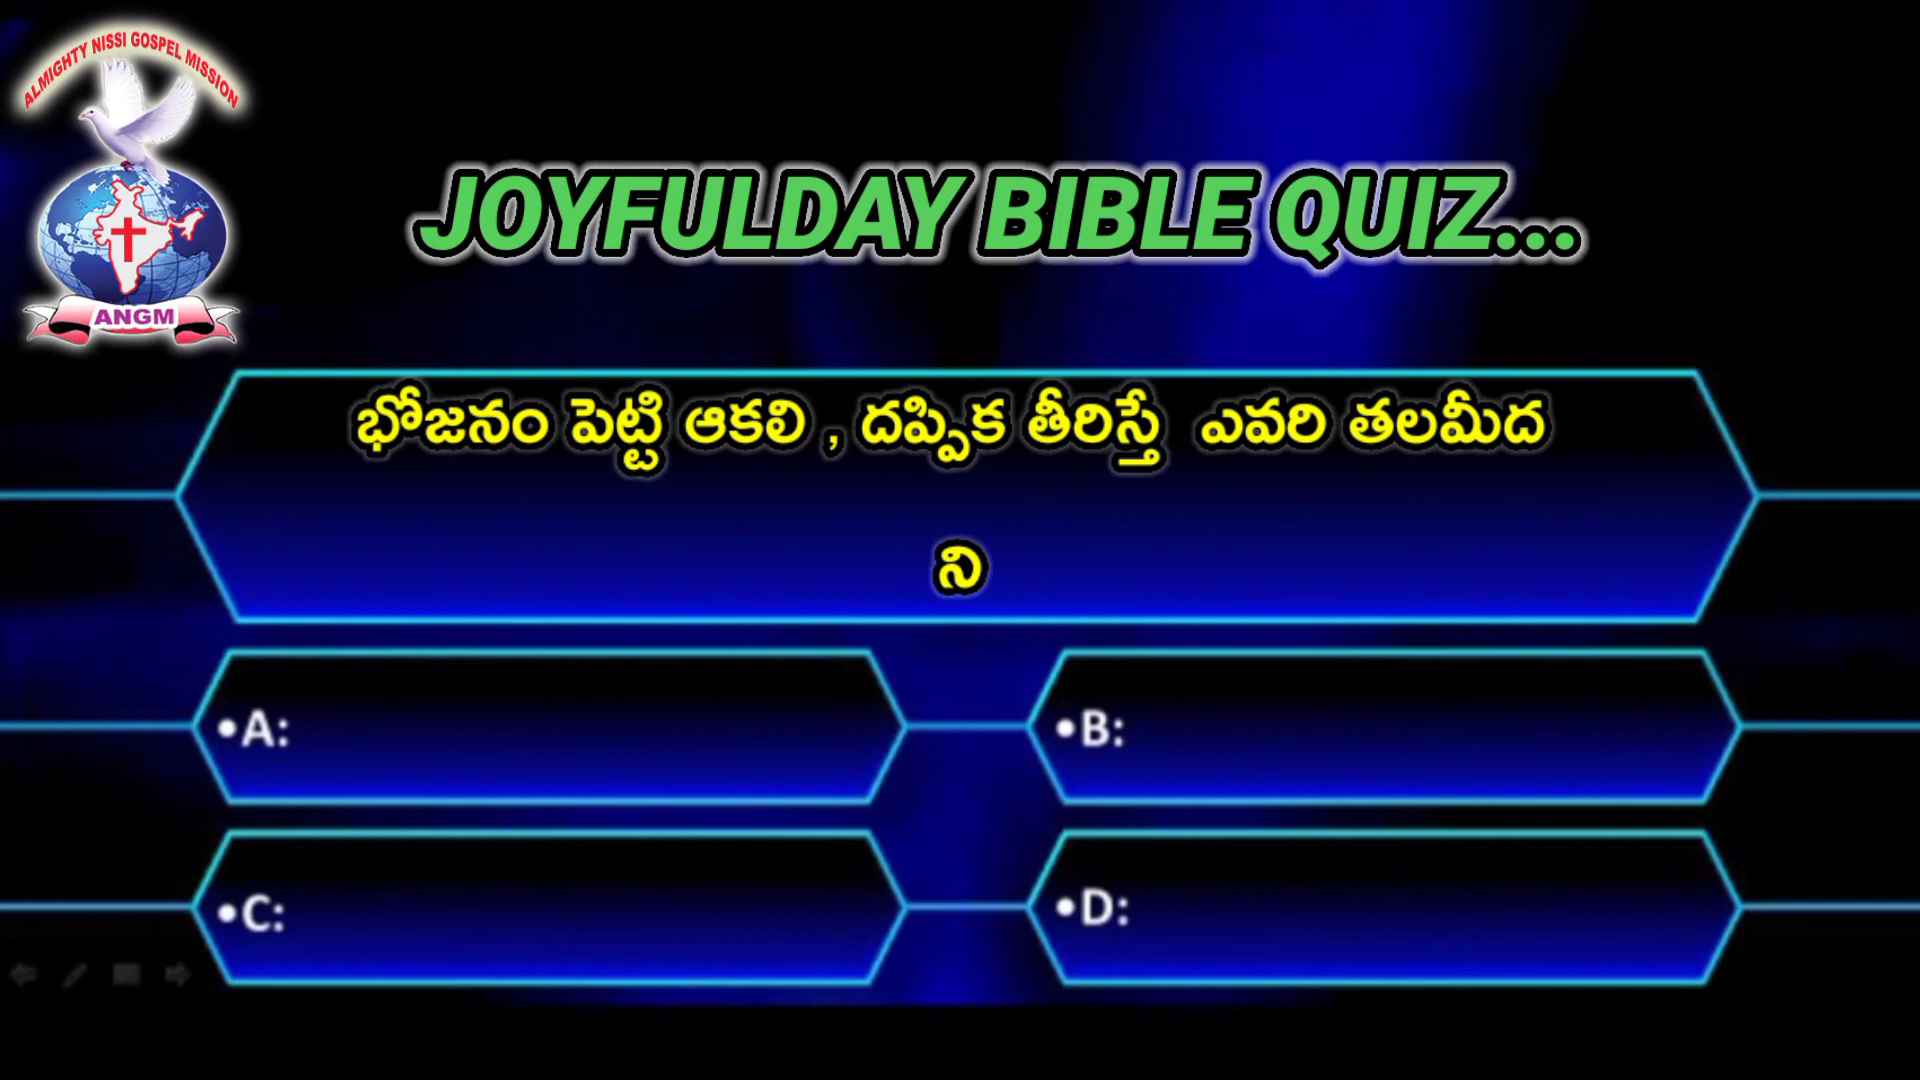 ALMIGHTY NISSI GOSPEL MISSION
ANGM
JOYFULDAY BIBLE QUIZ...
భోజనం పెట్టి ఆకలి , దప్పిక తీరిస్తే ఎవరి తలమీద
ని
•A:
•B:
•C:
•D: